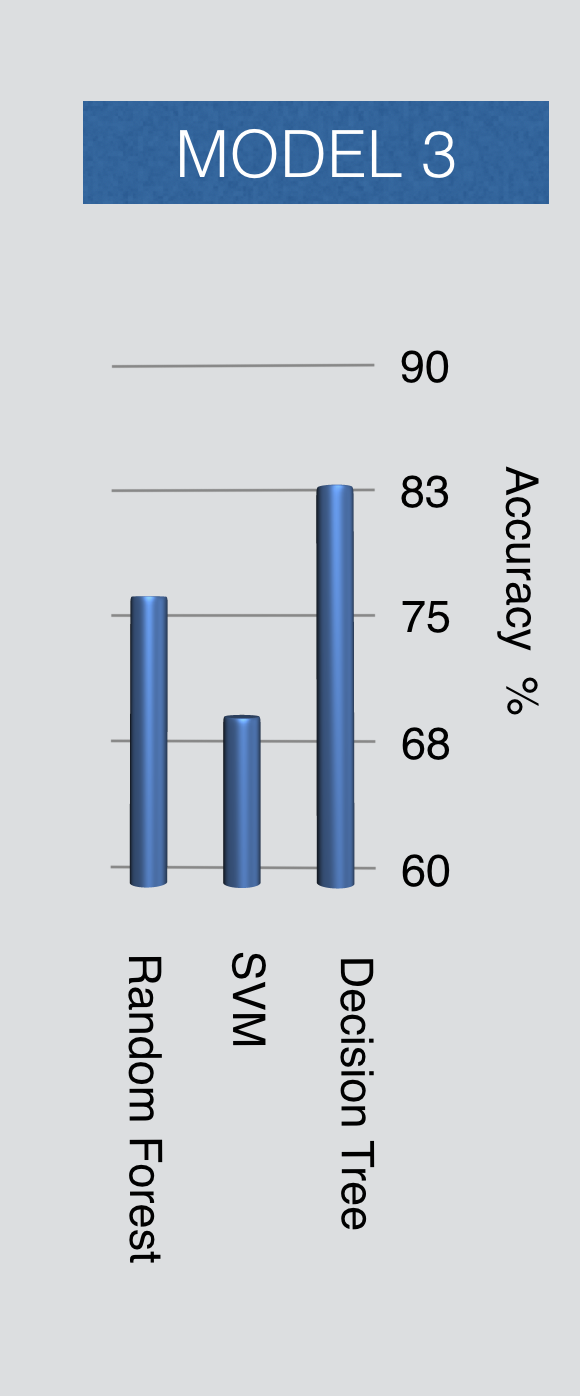 MODEL 3
90
83
75
68
60
Accuracy %
Random Forest
SVM
Decision Tree